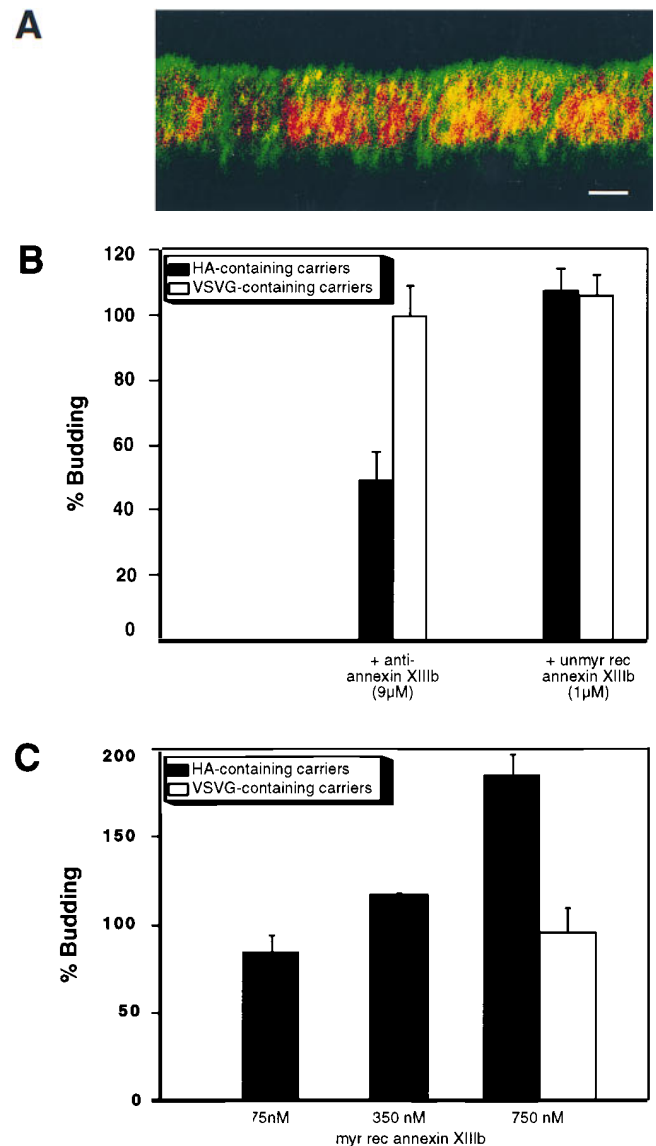 A
B
HA-containing carriers
VSVG-containing carriers
% Budding
120
100
80
60
40
20
0
+ anti-
annexin XIIIb
(9µM)
+ unmyr rec
annexin XIIIb
(1µM)
C
HA-containing carriers
VSVG-containing carriers
% Budding
200
150
100
50
0
75nM
350 nM
750 nM
myr rec annexin XIIIb